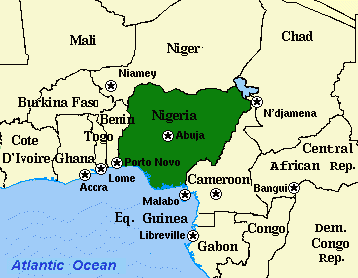 Mali
Niger
Chad
Niamey
Burkina Faso
N'djamena
Nigeria
Benin
Togo
Abuja
Cote
D'Ivoire
Ghana
Porto Novo
Lome
Accra
Central
African Rep.
Cameroon
Bangui
Malabo
Eq. Guinea
Libreville
Gabon
Congo
Dem.
Congo
Rep.
Atlantic Ocean